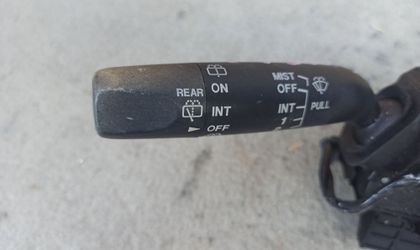 REAR
ON
INT
OFF
MIST
OFF
INT
1
PULL